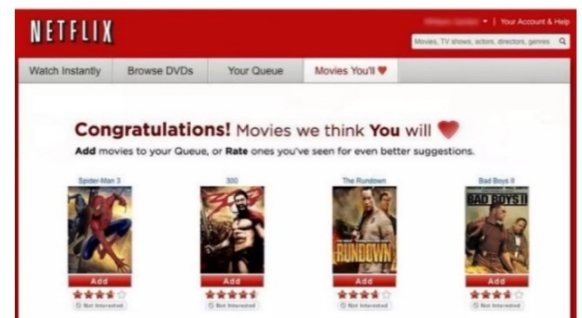 NETFLIX
Your Account & Help
Movies, TV shows, actors, directors, genres
Watch Instantly Browse DVDs Your Queue Movies You'll ♥
Congratulations! Movies we think You will ♥
Add movies to your Queue, or Rate ones you've seen for even better suggestions.
Spider-Man 3 300 The Rundown Bad Boys II
300 RUNDOWN BAD BOYS II
Add Add Add Add
Not Interested Not Interested Not Interested Not Interested